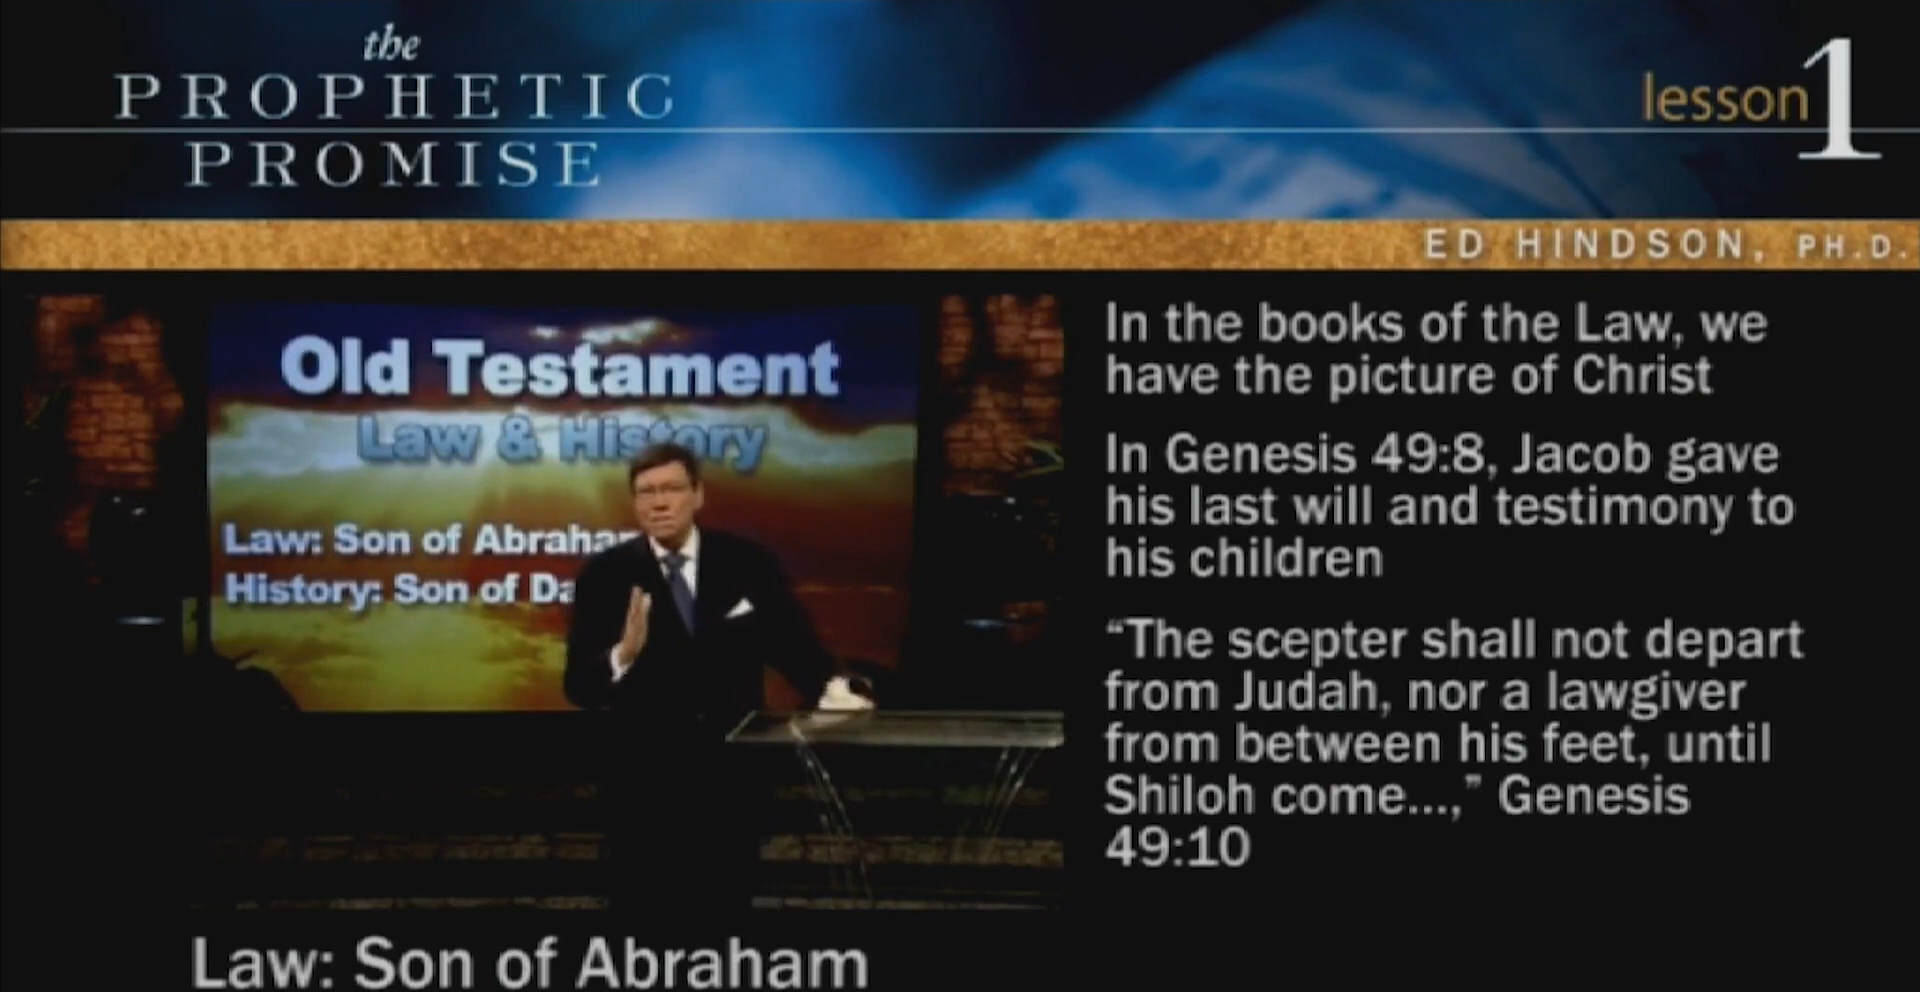 the
PROPHETIC
PROMISE
lesson 1
ED HINDSON, PH.D.
Old Testament
Law & History
Law: Son of
History: Son of
Law: Son of Abraham
In the books of the Law, we
have the picture of Christ
In Genesis 49:8, Jacob gave
his last will and testimony to
his children
“The scepter shall not depart
from Judah, nor a lawgiver
from between his feet, until
Shiloh come...,” Genesis
49:10